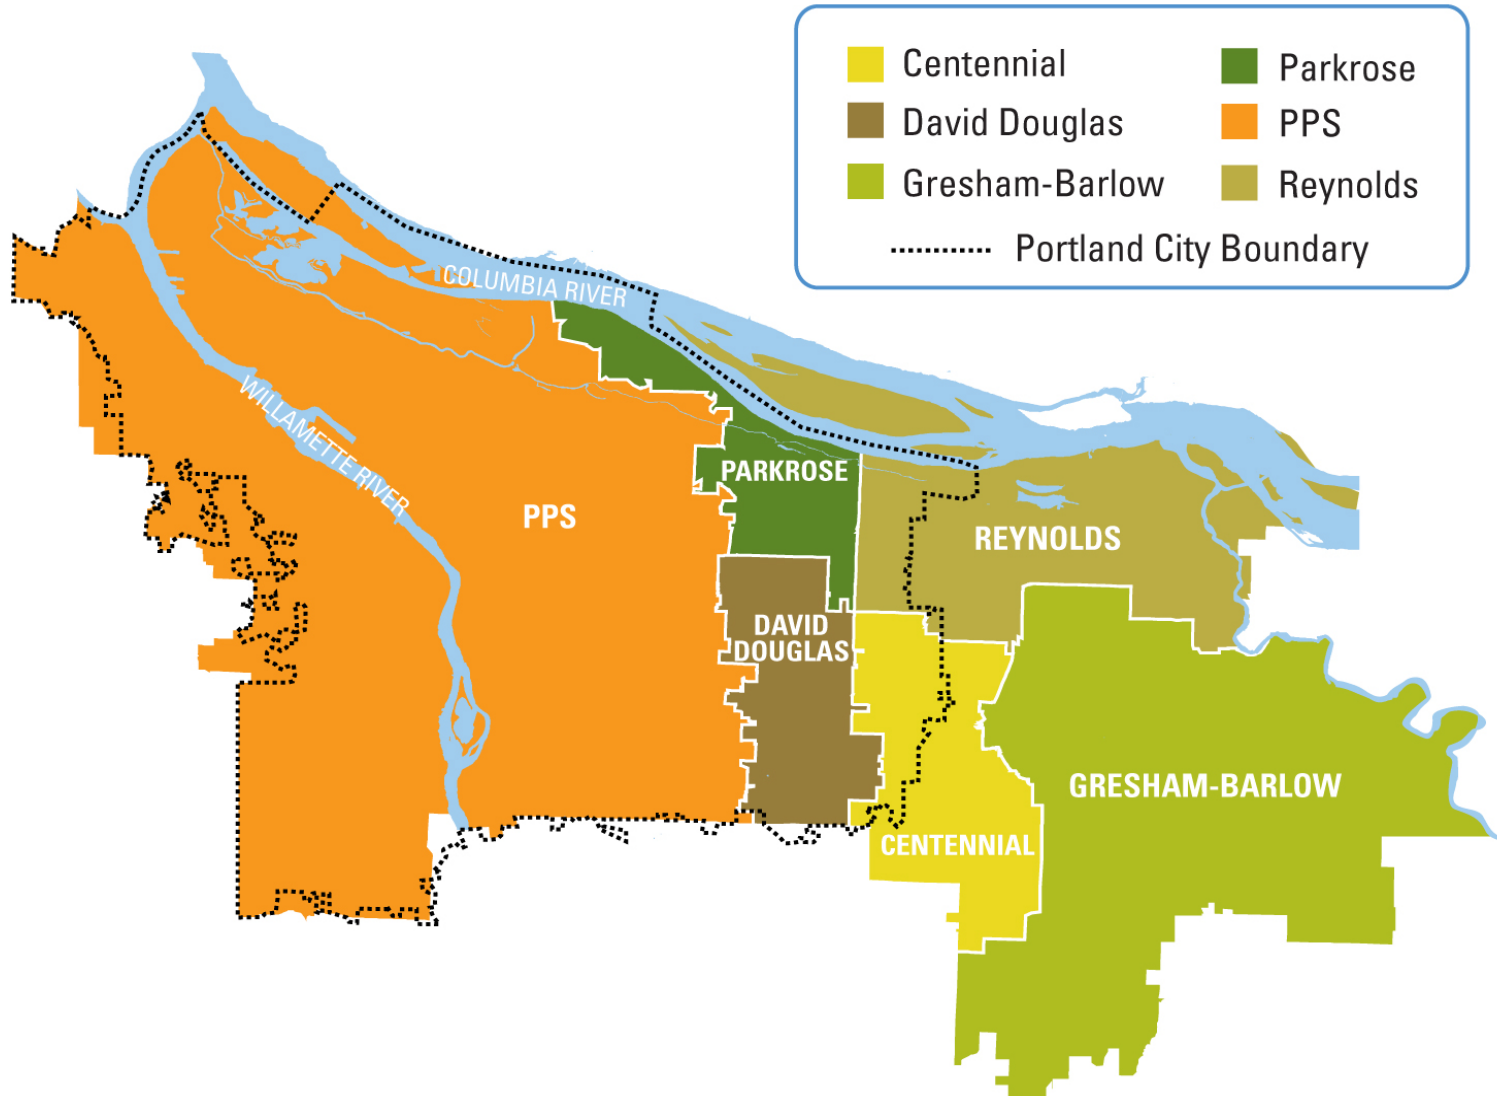 Centennial
Parkrose
David Douglas
PPS
Gresham-Barlow
Reynolds
Portland City Boundary
COLUMBIA RIVER
WILLAMETTE RIVER
PARKROSE
PPS
REYNOLDS
DAVID
DOUGLAS
GRESHAM-BARLOW
CENTENNIAL